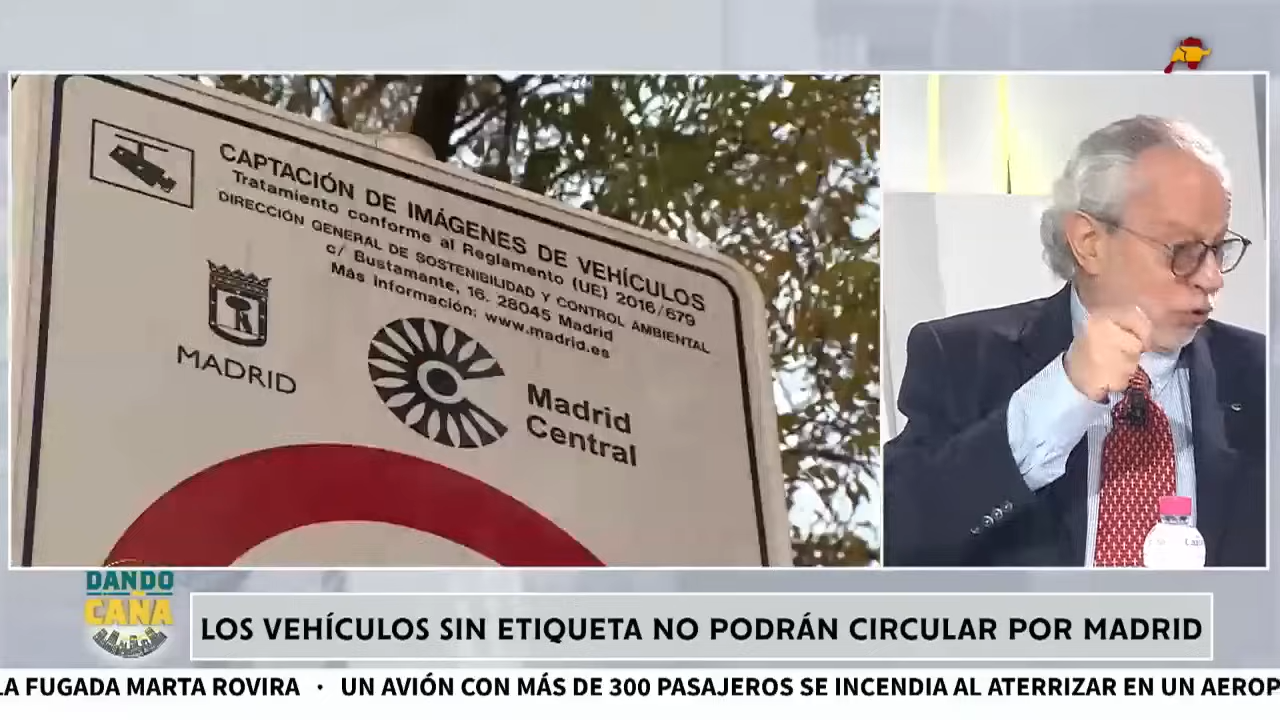 CAPTACIÓN DE IMÁGENES DE VEHÍCULOS
Tratamiento conforme al Reglamento (UE) 2016/679
DIRECCIÓN GENERAL DE SOSTENIBILIDAD Y CONTROL AMBIENTAL
c/ Bustamante, 16. 28045 Madrid
Más información: www.madrid.es
MADRID
Madrid
Central
DANDO
CAÑA
LOS VEHÍCULOS SIN ETIQUETA NO PODRÁN CIRCULAR POR MADRID
LA FUGADA MARTA ROVIRA · UN AVIÓN CON MÁS DE 300 PASAJEROS SE INCENDIA AL ATERRIZAR EN UN AEROP